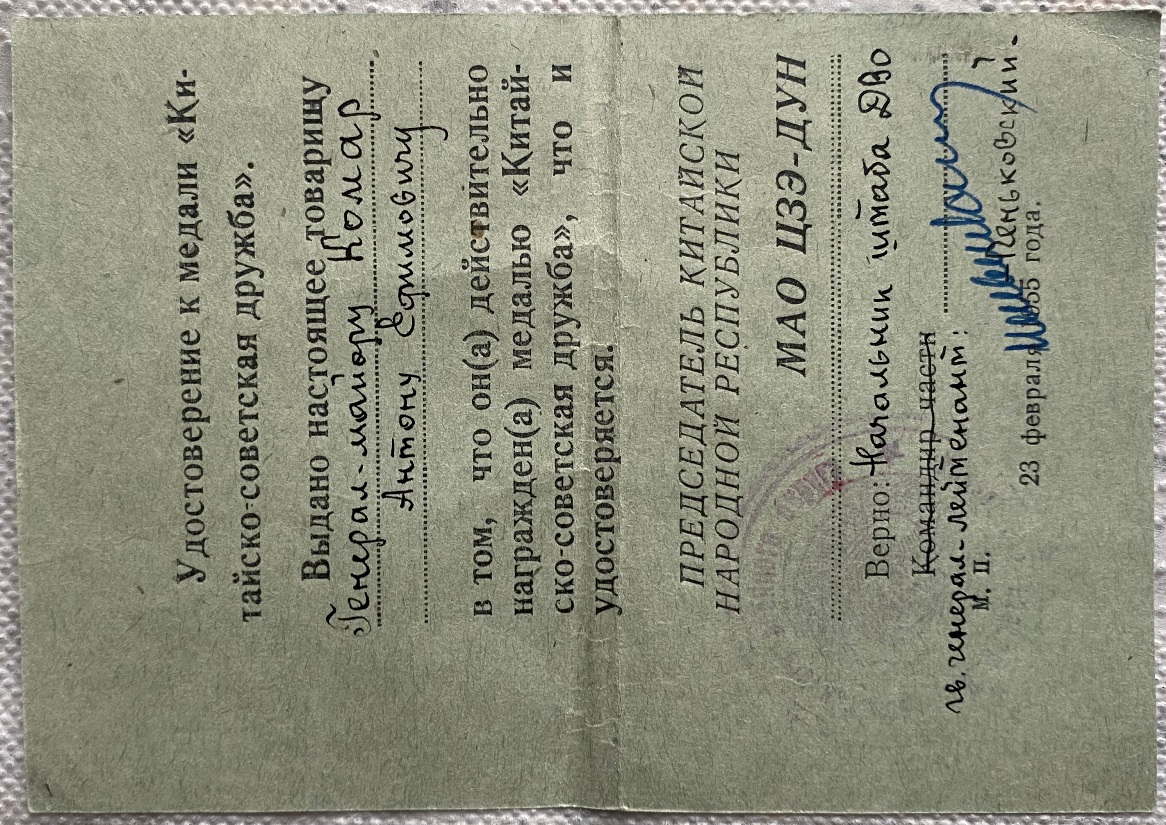 Удостоверение к медали «Ки-
тайско-советская дружба».
Выдано настоящее товарищу
Генерал-майору Комар
Антону Ефимовичу
в том, что он(а) действительно
награжден(а) медалью «Китай-
ско-советская дружба», что и
удостоверяется.
ПРЕДСЕДАТЕЛЬ КИТАЙСКОЙ
НАРОДНОЙ РЕСПУБЛИКИ
МАО ЦЗЭ-ДУН
Верно: Начальник штаба ДВО
Командир части
гв. генерал-лейтенант:
М. П.
Пеньковский.
23 февраля 1955 года.